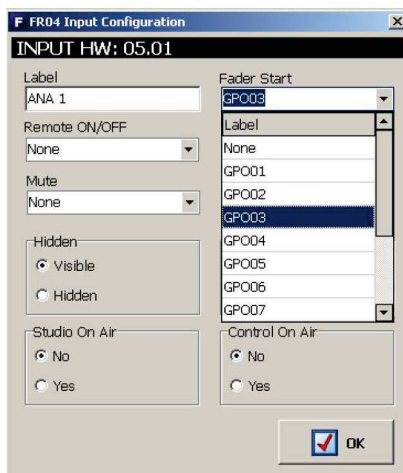 F FR04 Input Configuration
INPUT HW: 05.01
Label
ANA 1
Remote ON/OFF
None
Mute
None
Fader Start
GPO03
Label
None
GPO01
GPO02
GPO03
GPO04
GPO05
GPO06
GPO07
Hidden
Visible
Hidden
Studio On Air
No
Yes
Control On Air
No
Yes
OK